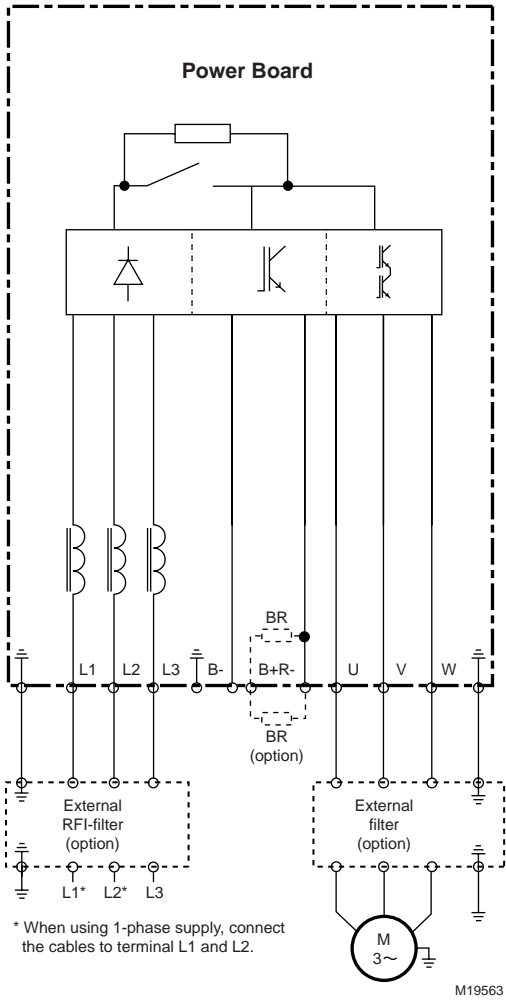 Power Board
BR
L1 L2 L3 B- B+R- U V W
BR
(option)
External
RFI-filter
(option)
External
filter
(option)
L1* L2* L3
* When using 1-phase supply, connect
the cables to terminal L1 and L2.
M
3~
M19563